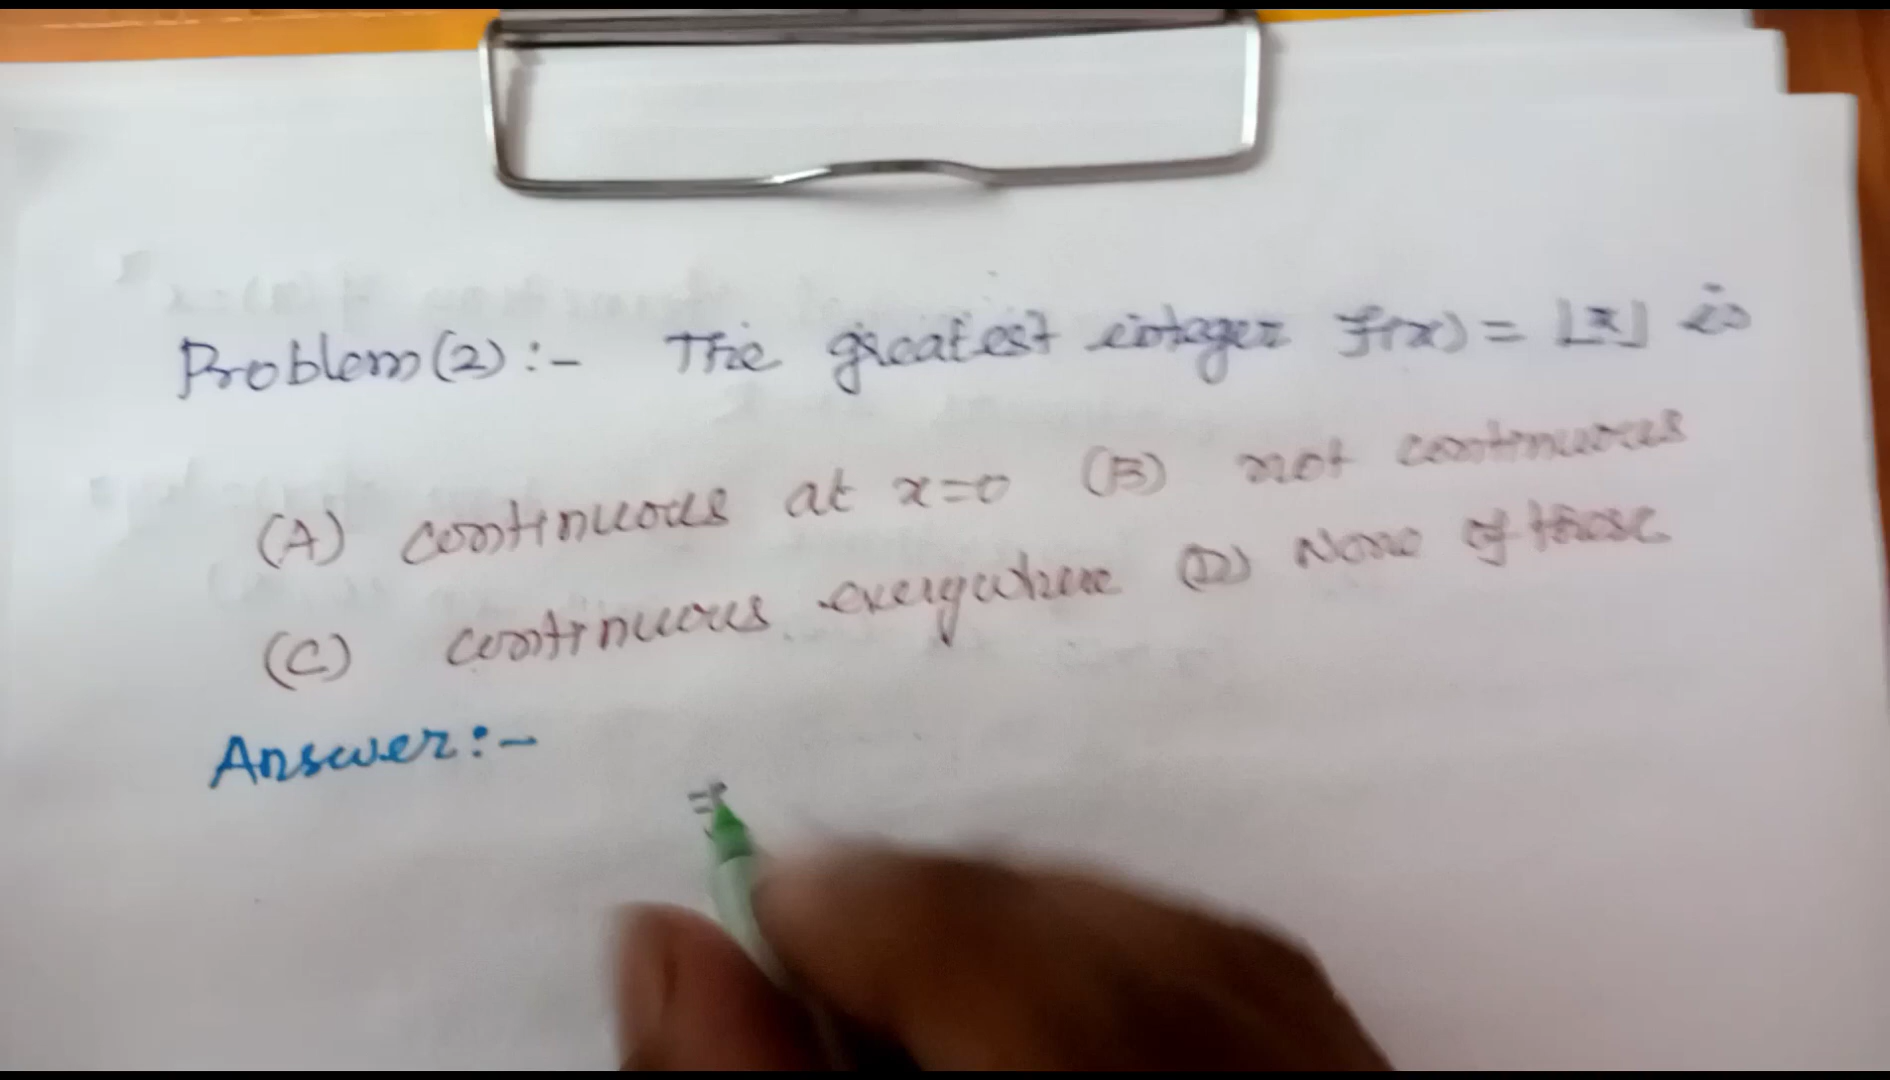 Problem (2) :- The greatest integer f(x) = ⌊x⌋ is
(A) continuous at x=0 (B) not continuous
(C) continuous everywhere (D) None of these
Answer :-